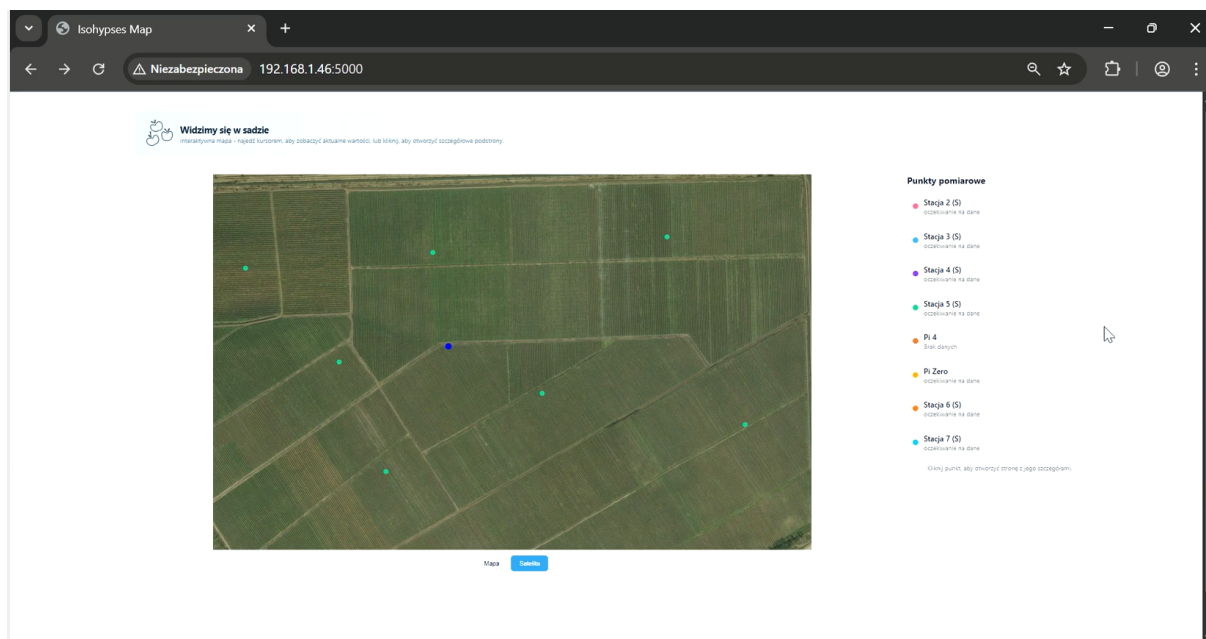 Isohypses Map
Niezabezpieczona 192.168.1.46:5000
Widzimy się w sadzie
Interaktywna mapa - najedź kursorem, aby zobaczyć aktualne wartości, lub kliknij, aby otworzyć szczegółowe podstrony.
Punkty pomiarowe
Stacja 2 (S)
oczekiwanie na dane
Stacja 3 (S)
oczekiwanie na dane
Stacja 4 (S)
oczekiwanie na dane
Stacja 5 (S)
oczekiwanie na dane
Pi 4
Brak danych
Pi Zero
oczekiwanie na dane
Stacja 6 (S)
oczekiwanie na dane
Stacja 7 (S)
oczekiwanie na dane
Kliknij punkt, aby otworzyć stronę z jego szczegółami.
Mapa Satelita